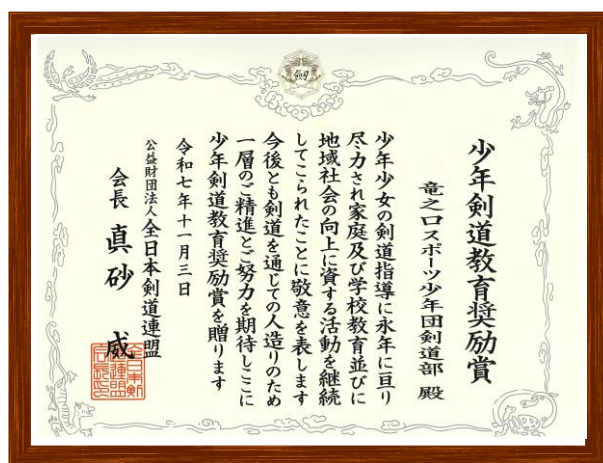 少年剣道教育奨励賞
竜之口スポーツ少年団剣道部 殿
少年少女の剣道指導に永年に亘り
尽力され家庭及び学校教育並びに
地域社会の向上に資する活動を継続
してこられたことに敬意を表します
今後とも剣道を通じての人造りのため
一層のご精進とご努力を期待しここに
少年剣道教育奨励賞を贈ります
令和七年十一月三日
公益財団法人全日本剣道連盟
会長 真砂 威